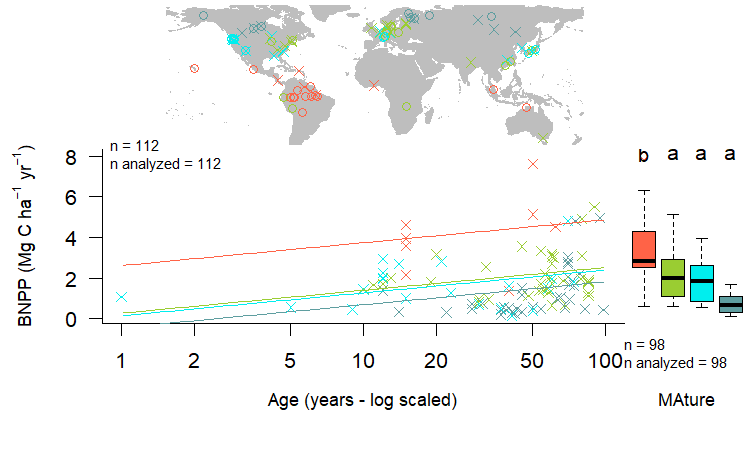 n = 112
n analyzed = 112
BNPP (Mg C ha⁻¹ yr⁻¹)
8
6
4
2
0
1 2 5 10 20 50 100
Age (years - log scaled)
b a a a
n = 98
n analyzed = 98
MAture